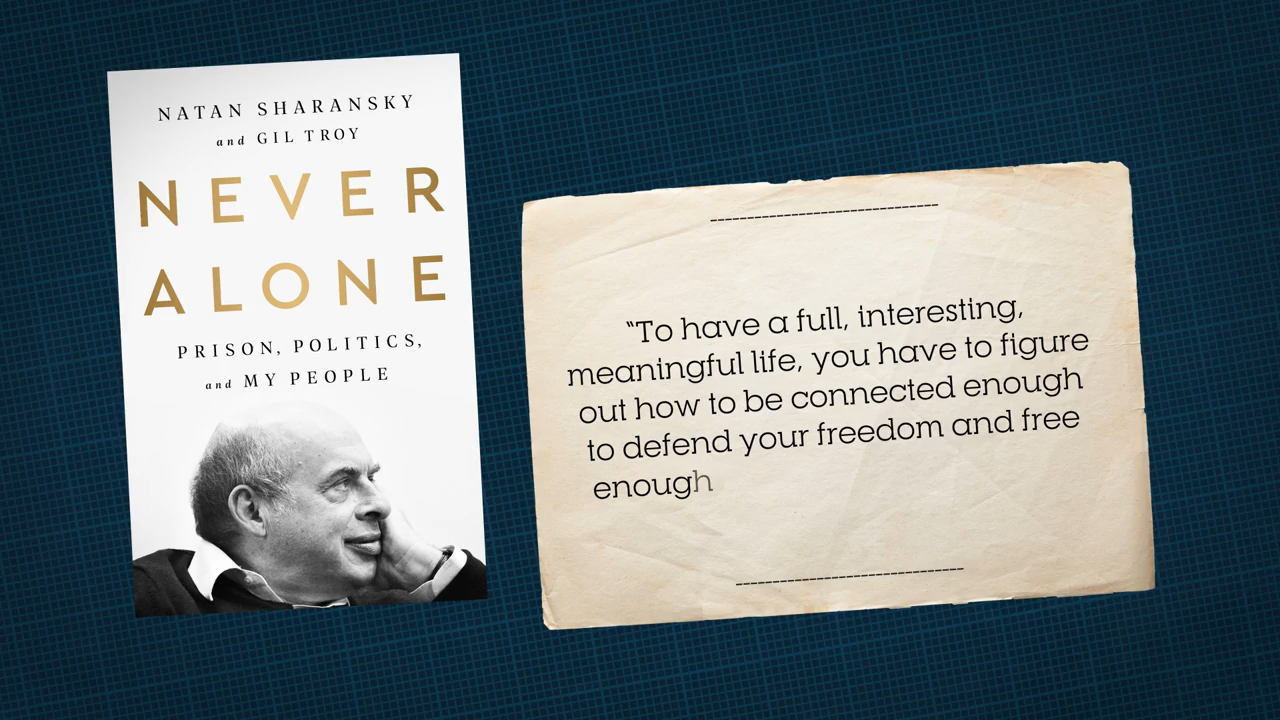 NATAN SHARANSKY
and GIL TROY
NEVER
ALONE
PRISON, POLITICS,
and MY PEOPLE
“To have a full, interesting,
meaningful life, you have to figure
out how to be connected enough
to defend your freedom and free
enough